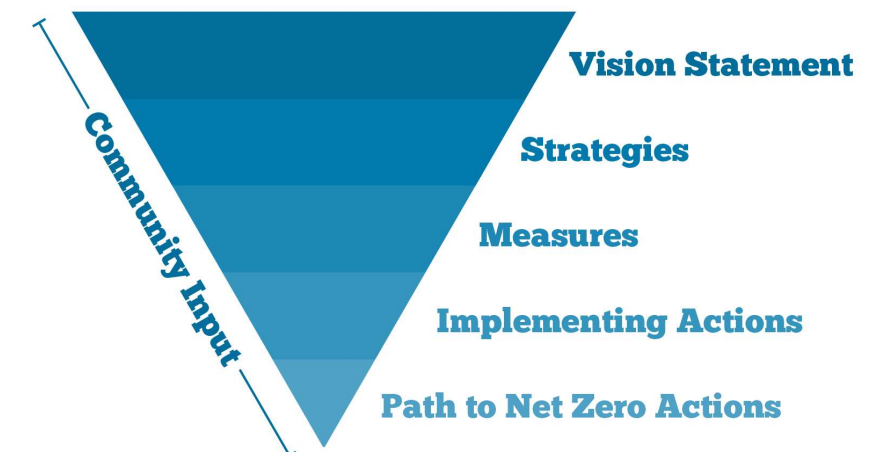 Vision Statement
Strategies
Measures
Implementing Actions
Path to Net Zero Actions
Community Input